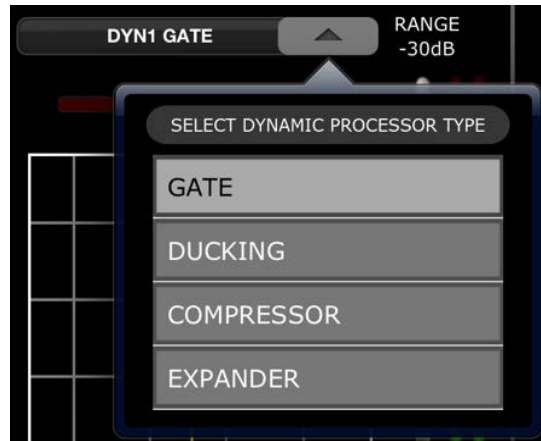 DYN1 GATE
RANGE
-30dB
SELECT DYNAMIC PROCESSOR TYPE
GATE
DUCKING
COMPRESSOR
EXPANDER